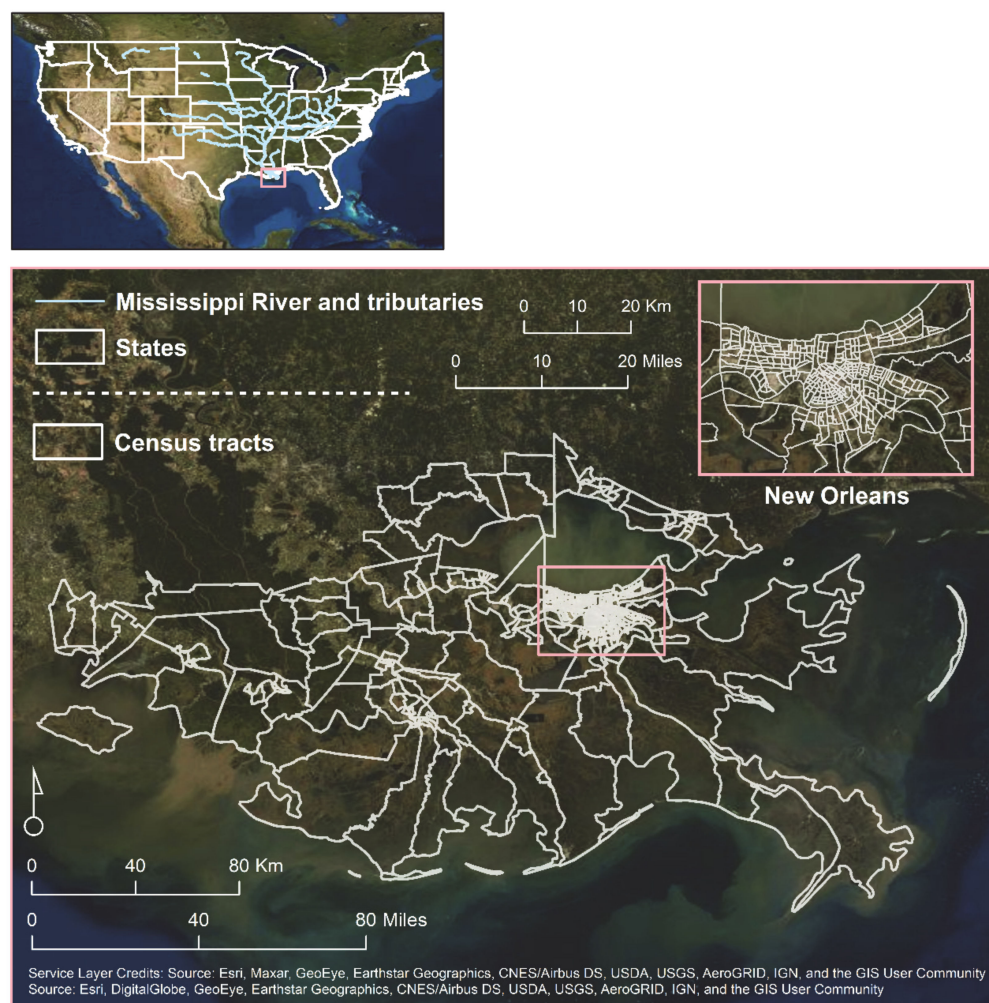 Mississippi River and tributaries
0 10 20 Km
States
0 10 20 Miles
Census tracts
New Orleans
0 40 80 Km
0 40 80 Miles
Service Layer Credits: Source: Esri, Maxar, GeoEye, Earthstar Geographics, CNES/Airbus DS, USDA, USGS, AeroGRID, IGN, and the GIS User Community
Source: Esri, DigitalGlobe, GeoEye, Earthstar Geographics, CNES/Airbus DS, USDA, USGS, AeroGRID, IGN, and the GIS User Community